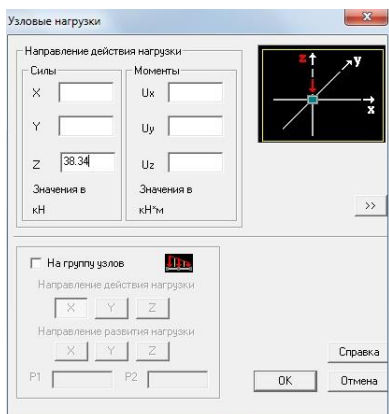 Узловые нагрузки
Направление действия нагрузки
Силы
Моменты
X
Ux
Y
Uy
Z 38.34
Uz
Значения в
Значения в
кН
кН*м
z
y
x
>>
На группу узлов
Направление действия нагрузки
X Y Z
Направление развития нагрузки
X Y Z
P1 P2
Справка
OK
Отмена